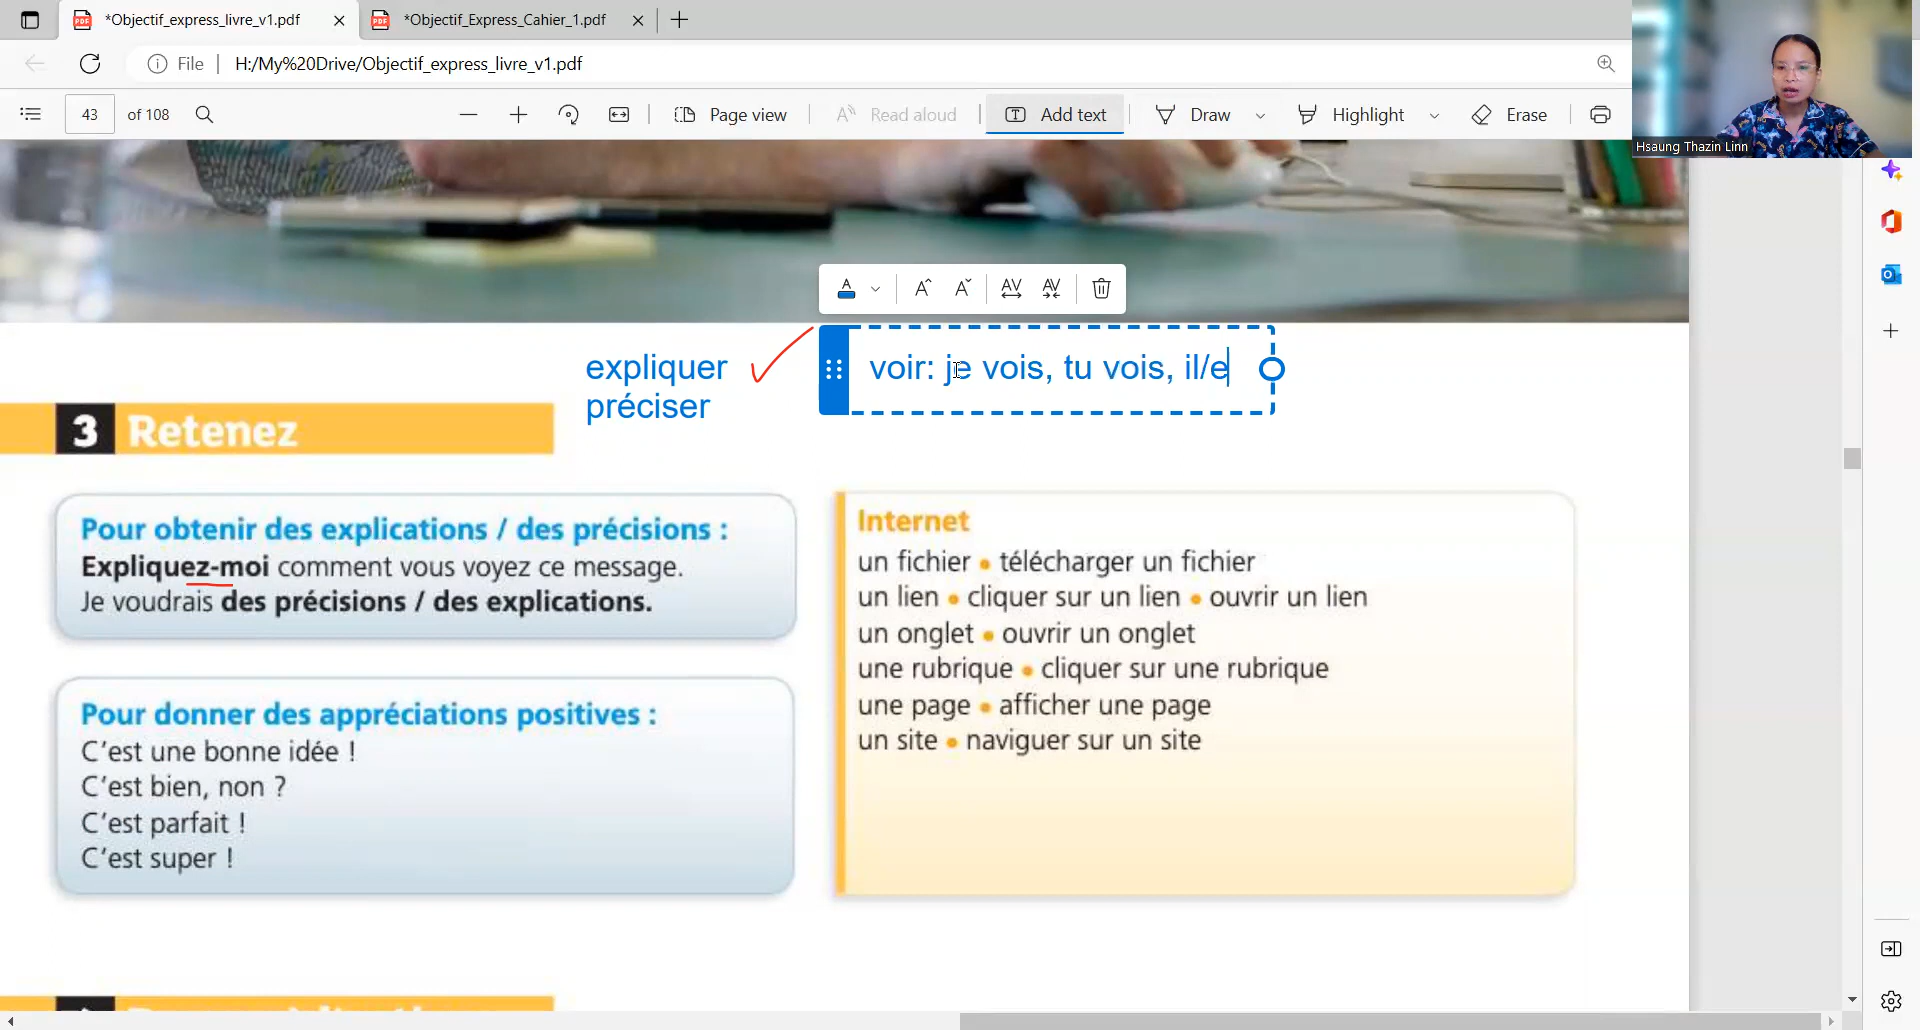 *Objectif_express_livre_v1.pdf
*Objectif_Express_Cahier_1.pdf
File
H:/My%20Drive/Objectif_express_livre_v1.pdf
43 of 108
Page view
Read aloud
Add text
Draw
Highlight
Erase
Hsaung Thazin Linn
expliquer
préciser
voir: je vois, tu vois, il/e
3 Retenez
Pour obtenir des explications / des précisions :
Expliquez-moi comment vous voyez ce message.
Je voudrais des précisions / des explications.
Pour donner des appréciations positives :
C'est une bonne idée !
C'est bien, non ?
C'est parfait !
C'est super !
Internet
un fichier • télécharger un fichier
un lien • cliquer sur un lien • ouvrir un lien
un onglet • ouvrir un onglet
une rubrique • cliquer sur une rubrique
une page • afficher une page
un site • naviguer sur un site